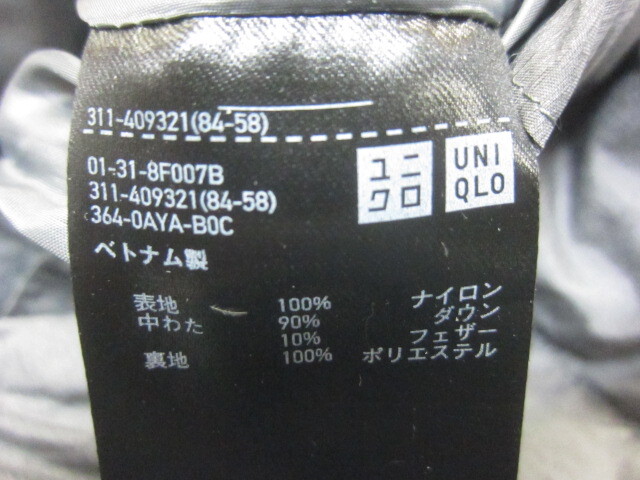 311-409321(84-58)
01-31-8F007B
311-409321(84-58)
364-0AYA-B0C
ユニ
クロ
UNI
QLO
ベトナム製
表地 100% ナイロン
中わた 90% ダウン
10% フェザー
裏地 100% ポリエステル